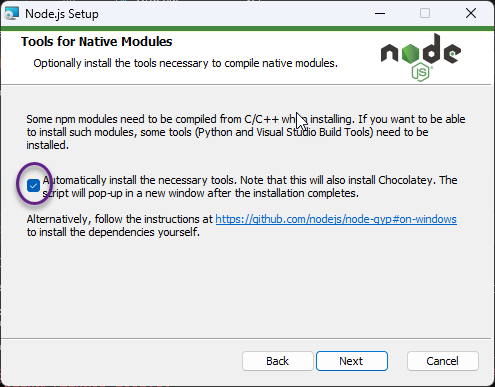 Node.js Setup
Tools for Native Modules
Optionally install the tools necessary to compile native modules.
node
JS
Some npm modules need to be compiled from C/C++ when installing. If you want to be able
to install such modules, some tools (Python and Visual Studio Build Tools) need to be
installed.
Automatically install the necessary tools. Note that this will also install Chocolatey. The
script will pop-up in a new window after the installation completes.
Alternatively, follow the instructions at https://github.com/nodejs/node-gyp#on-windows
to install the dependencies yourself.
Back
Next
Cancel